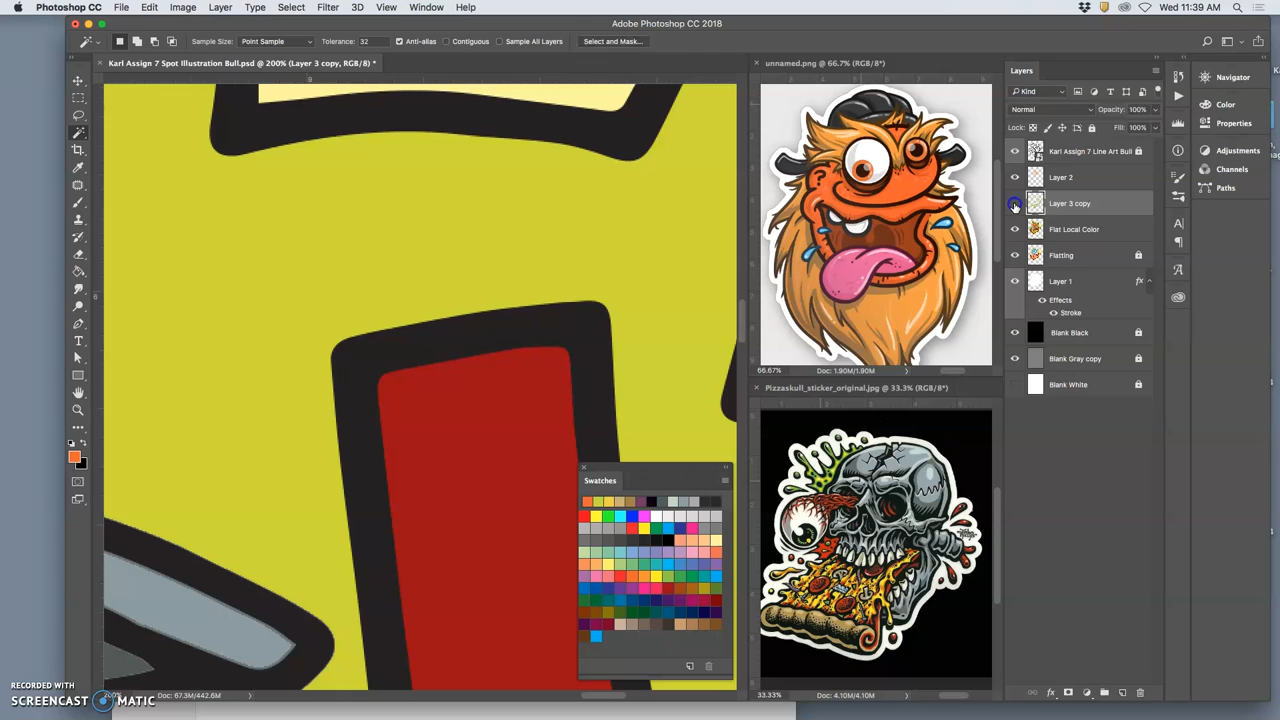 Photoshop CC File Edit Image Layer Type Select Filter 3D View Window Help Wed 11:39 AM
Adobe Photoshop CC 2018
Sample Size: Point Sample Tolerance: 32 Anti-alias Contiguous Sample All Layers Select and Mask...
Karl Assign 7 Spot Illustration Bull.psd @ 200% (Layer 3 copy, RGB/8) *
unnamed.png @ 66.7% (RGB/8*)
Layers
Kind
Normal Opacity: 100%
Lock: Fill: 100%
Karl Assign 7 Line Art Bull
Layer 2
Layer 3 copy
Flat Local Color
Flatting
Layer 1 fx
Effects
Stroke
Blank Black
Blank Gray copy
Blank White
Navigator
Color
Properties
Adjustments
Channels
Paths
66.67% Doc: 1.90M/1.90M
Pizzaskull_sticker_original.jpg @ 33.3% (RGB/8*)
Swatches
Doc: 67.3M/442.6M
33.33% Doc: 4.10M/4.10M
RECORDED WITH
SCREENCAST MATIC